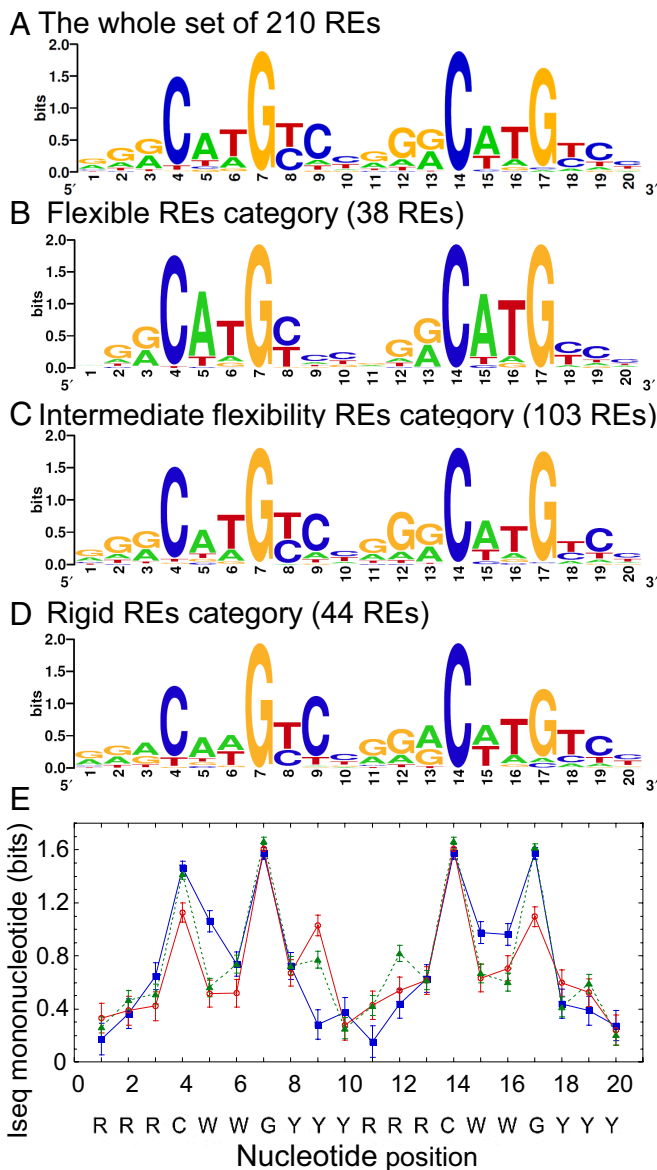 A The whole set of 210 REs
2.0
1.5
1.0
0.5
0.0
bits
5′ 1 2 3 4 5 6 7 8 9 10 11 12 13 14 15 16 17 18 19 20 3′
B Flexible REs category (38 REs)
2.0
1.5
1.0
0.5
0.0
bits
5′ 1 2 3 4 5 6 7 8 9 10 11 12 13 14 15 16 17 18 19 20 3′
C Intermediate flexibility REs category (103 REs)
2.0
1.5
1.0
0.5
0.0
bits
5′ 1 2 3 4 5 6 7 8 9 10 11 12 13 14 15 16 17 18 19 20 3′
D Rigid REs category (44 REs)
2.0
1.5
1.0
0.5
0.0
bits
5′ 1 2 3 4 5 6 7 8 9 10 11 12 13 14 15 16 17 18 19 20 3′
E
Iseq mononucleotide (bits)
1.6
1.2
0.8
0.4
0
0 2 4 6 8 10 12 14 16 18 20
R R R C W W G Y Y Y R R R C W W G Y Y Y
Nucleotide position